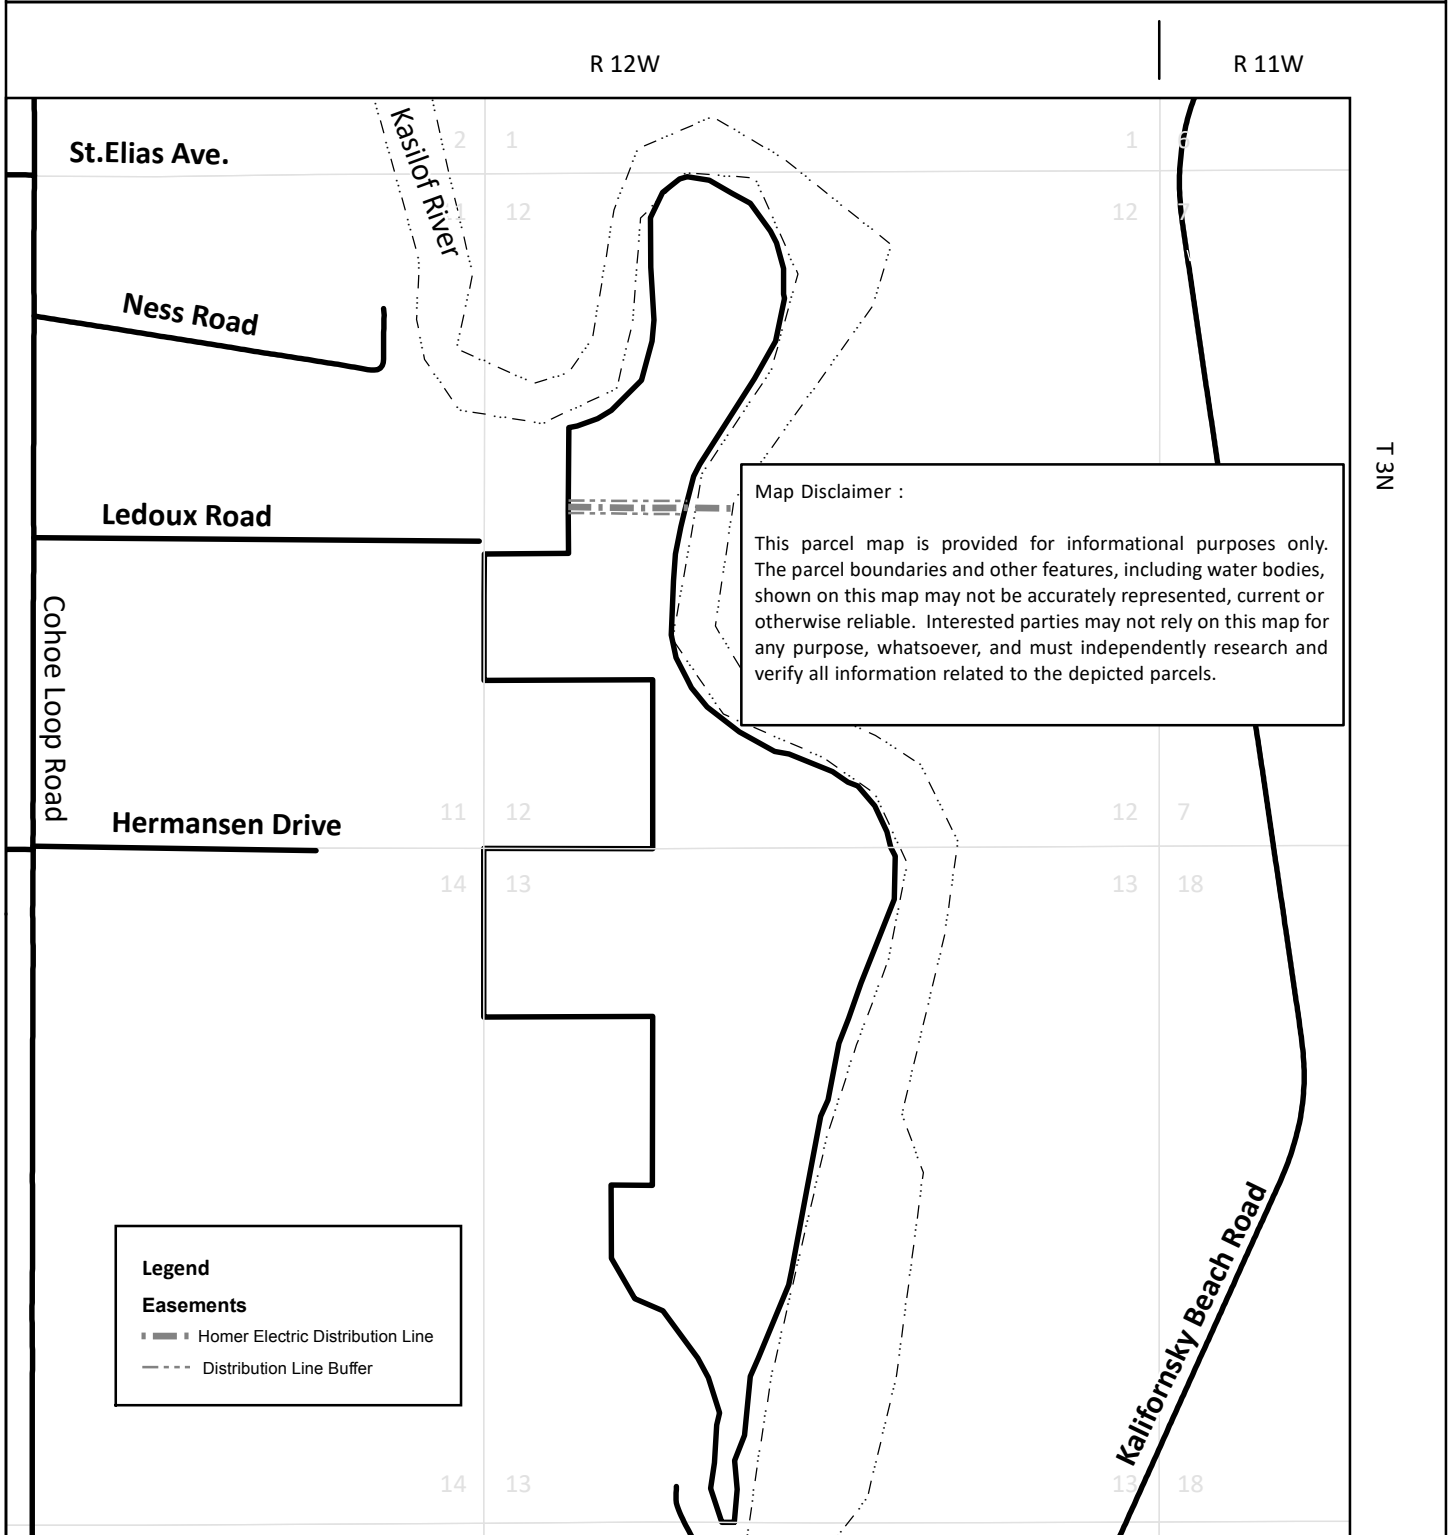 R 12W
R 11W
St.Elias Ave.
Kasilof River
2 1
1 6
11 12
12 7
Ness Road
T 3N
Map Disclaimer :
This parcel map is provided for informational purposes only.
The parcel boundaries and other features, including water bodies,
shown on this map may not be accurately represented, current or
otherwise reliable. Interested parties may not rely on this map for
any purpose, whatsoever, and must independently research and
verify all information related to the depicted parcels.
Ledoux Road
Cohoe Loop Road
Hermansen Drive
11 12
12 7
14 13
13 18
Kalifornsky Beach Road
Legend
Easements
Homer Electric Distribution Line
Distribution Line Buffer
14 13
13 18